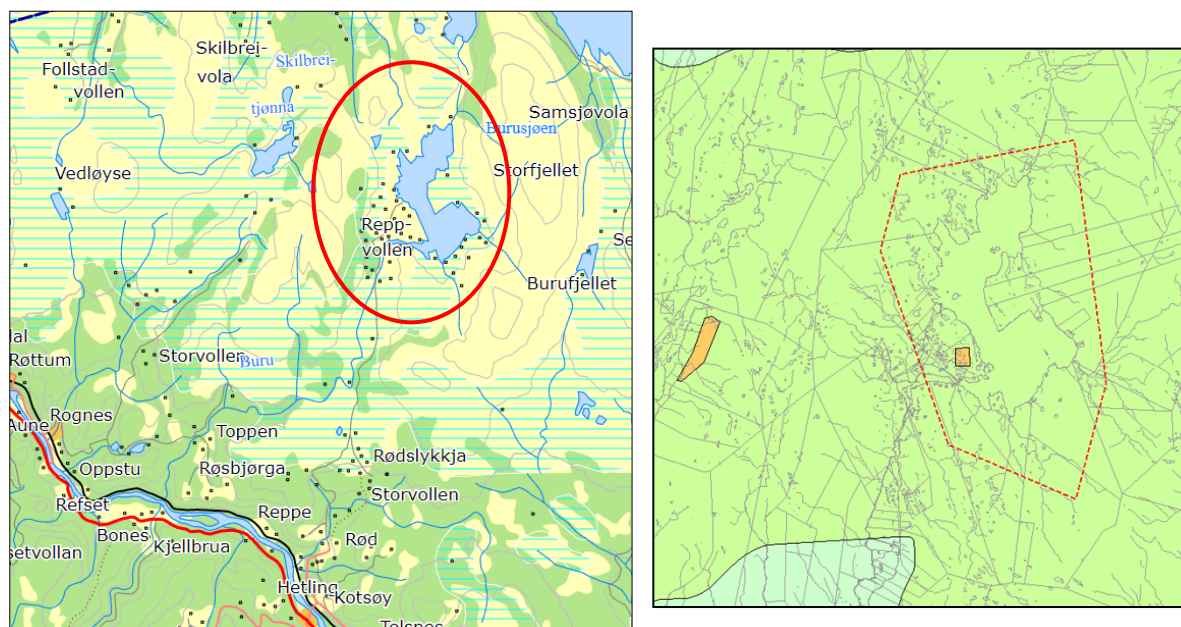 Skilbrei-
vola
Follstad-
vollen
Skilbrei-
tjønna
Samsjøvola
Burusjøen
Vedløyse
Storfjellet
Repp-
vollen
Se
Burufjellet
dal
Røttum
Storvollen
Buru
Aune
Rognes
Toppen
Oppstu
Røsbjørga
Rødslykkja
Storvollen
Refset
Reppe
Bones
Kjellbrua
Rød
setvollan
Hetling
Kotsøy
Telsnes